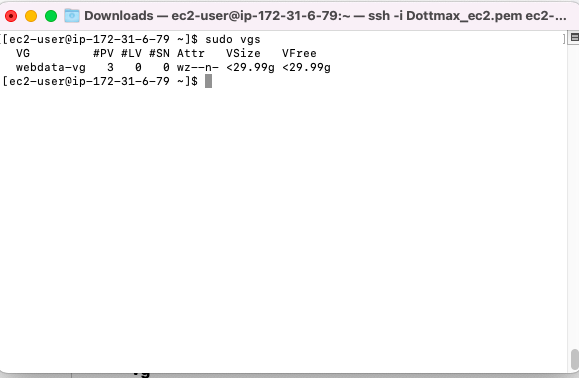 Downloads — ec2-user@ip-172-31-6-79:~ — ssh -i Dottmax_ec2.pem ec2-...
[[ec2-user@ip-172-31-6-79 ~]$ sudo vgs ]
VG #PV #LV #SN Attr VSize VFree
webdata-vg 3 0 0 wz--n- <29.99g <29.99g
[ec2-user@ip-172-31-6-79 ~]$